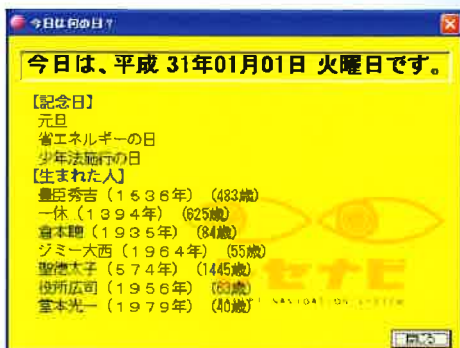 今日は何の日?
今日は、平成 31年01月01日 火曜日です。
【記念日】
元旦
省エネルギーの日
少年法施行の日
【生まれた人】
豊臣秀吉(1536年) (483歳)
一休(1394年) (625歳)
倉本聰(1935年) (84歳)
ジミー大西(1964年) (55歳)
聖徳太子(574年) (1445歳)
役所広司(1956年) (63歳)
堂本光一(1979年) (40歳)
セナビ
NAVIGATION SYSTEM
閉じる